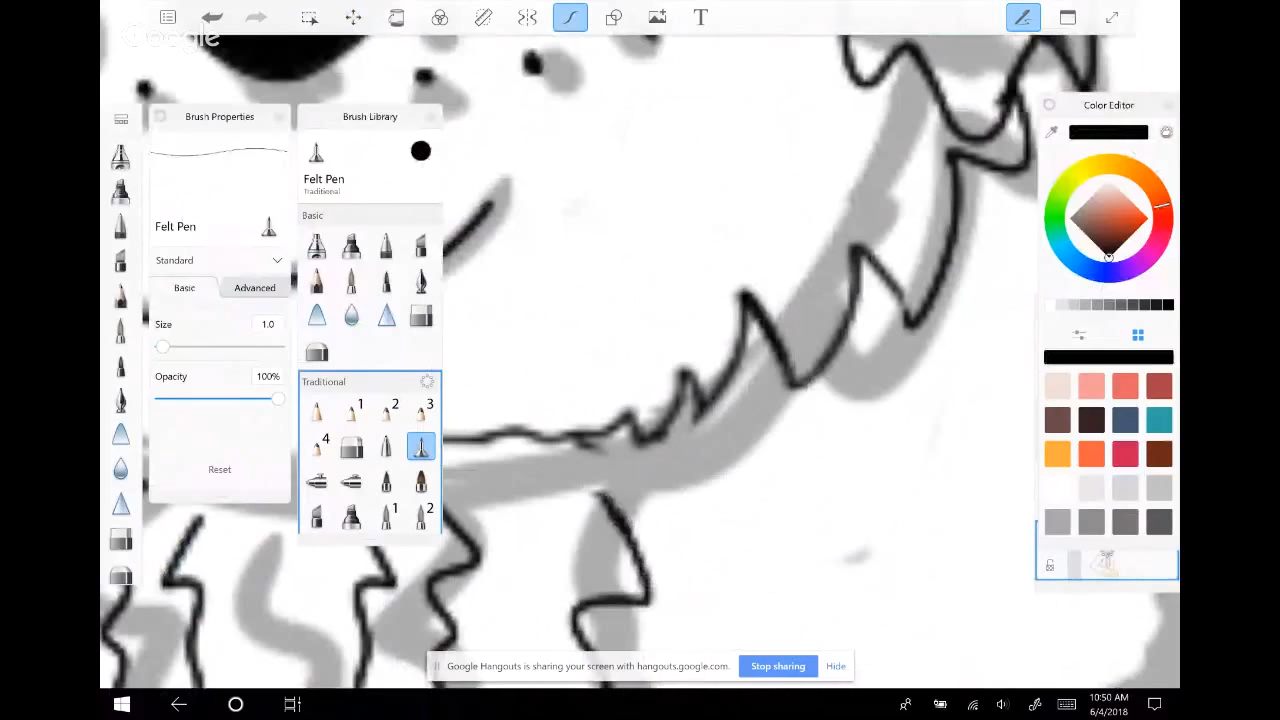 T
Google
Brush Properties
Brush Library
Color Editor
Felt Pen
Traditional
Basic
Felt Pen
Standard
Basic
Advanced
Size
1.0
Opacity
100%
Traditional
1
2
3
4
1
2
Reset
Google Hangouts is sharing your screen with hangouts.google.com.
Stop sharing
Hide
10:50 AM
6/4/2018